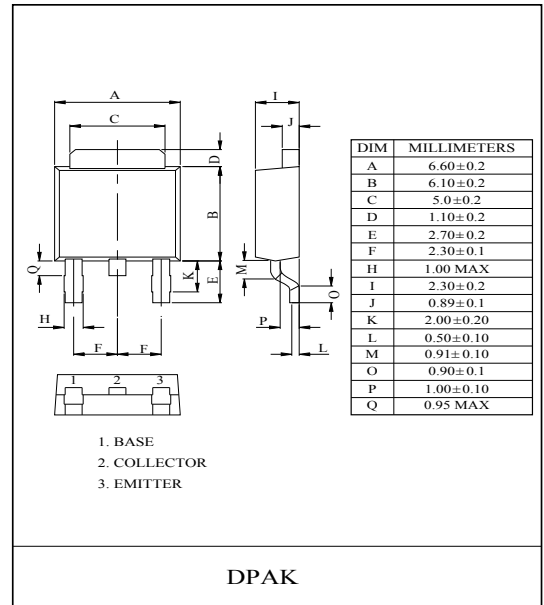 A
C
D
B
Q
K
E
H
F F
I
J
M
O
P
L
1 2 3
1. BASE
2. COLLECTOR
3. EMITTER
DIM MILLIMETERS
A 6.60±0.2
B 6.10±0.2
C 5.0±0.2
D 1.10±0.2
E 2.70±0.2
F 2.30±0.1
H 1.00 MAX
I 2.30±0.2
J 0.89±0.1
K 2.00±0.20
L 0.50±0.10
M 0.91±0.10
O 0.90±0.1
P 1.00±0.10
Q 0.95 MAX
DPAK